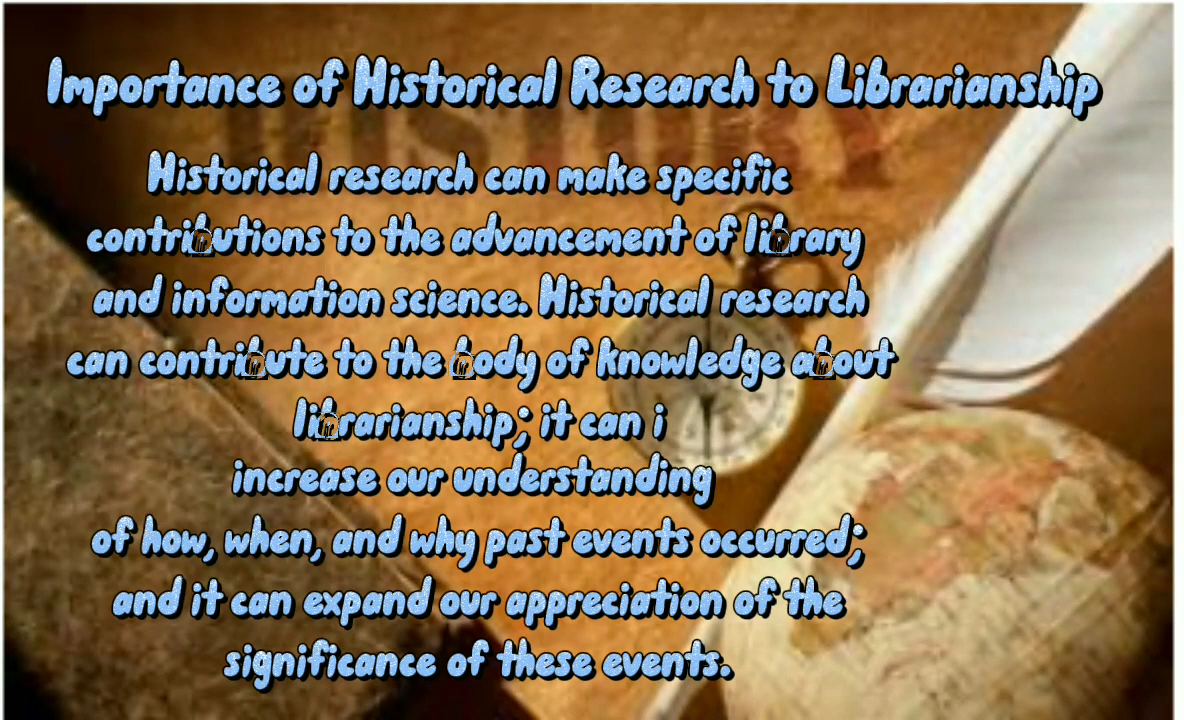 Importance of Historical Research to Librarianship
HISTORY
Historical research can make specific
contributions to the advancement of library
and information science. Historical research
can contribute to the body of knowledge about
librarianship; it can i
increase our understanding
of how, when, and why past events occurred;
and it can expand our appreciation of the
significance of these events.